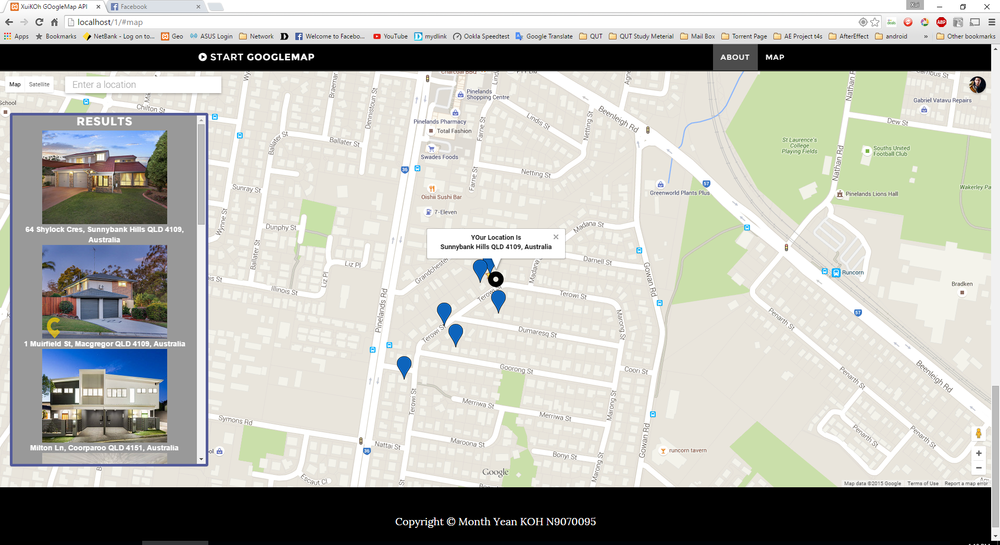 XuiKOh GOogleMap API
Facebook
Xui
localhost/1/#map
Apps
Bookmarks
NetBank - Log on to...
Geo
ASUS Login
Network
Welcome to Facebo...
YouTube
mydlink
Ookla Speedtest
Google Translate
QUT
QUT Study Meterial
Mail Box
Torrent Page
AE Project t4s
AfterEffect
android
»
Other bookmarks
ABP
deals
START GOOGLEMAP
ABOUT
MAP
Map
Satellite
Enter a location
RESULTS
64 Shylock Cres, Sunnybank Hills QLD 4109,
Australia
1 Muirfield St, Macgregor QLD 4109, Australia
Milton Ln, Coorparoo QLD 4151, Australia
YOur Location Is
Sunnybank Hills QLD 4109, Australia
School
Chilton St
Braemar
Dennistoun St
Charcoal BBQ
Pinelands
Shopping Centre
Pinelands Pharmacy
Total Fashion
Swades Foods
Farne St
Farne St
Lindis St
Netting St
Netting St
Beenleigh Rd
Nathan Rd
Nathan Rd
Cambus St
Gabriel Vatavu Repairs
Dew St
St Laurence's
College
Playing Fields
Souths United
Football Club
Wakerley Pa
Pinelands Lions Hall
Greenworld Plants Plus
57
36
Ballater St
Ballater St
Ballater St
Sunray St
Wynne St
Dunphy St
Oishii Sushi Bar
7-Eleven
Madana St
Madana
Darnell St
Gowan Rd
Gowan Rd
Grandchester
Liz Pl
Liz Pl
Illinois St
Pinelands Rd
Terowi St
Terowi St
Terowi St
Terowi St
Dumaresq St
Marong St
Marong St
Marong St
Goorong St
Coori St
Merriwa St
Merriwa St
Symons Rd
Nattai St
Maroona St
Bonyi St
Escaut Cl
36
Runcorn
Bradken
57
Penarth St
Penarth St
Penarth St
Penarth St
Beenleigh Rd
runcorn tavern
Google
Map data ©2015 Google
Terms of Use
Report a map error
Copyright © Month Yean KOH N9070095